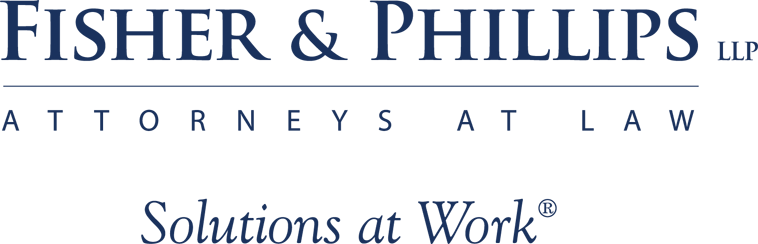 FISHER & PHILLIPS LLP
ATTORNEYS AT LAW
Solutions at Work®